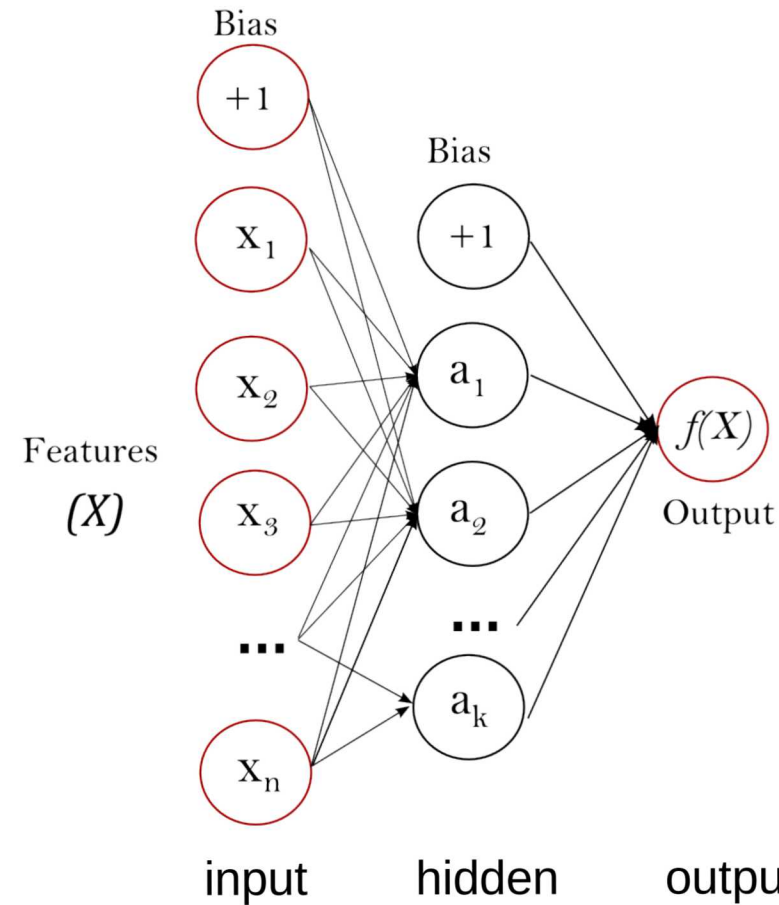 Bias
+1
Bias
x₁
+1
x₂
a₁
f(X)
Features
(X)
x₃
a₂
Output
...
...
aₖ
xₙ
input
hidden
outpu